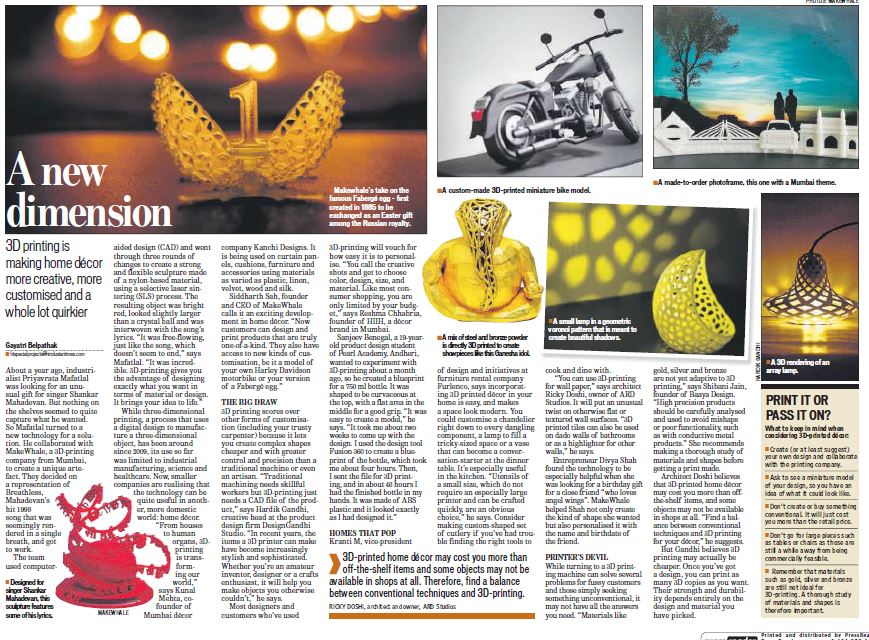 PHOTOS: MAKEWHALE
A new
dimension
Makewhale's take on the
famous Fabergé egg – first
created in 1885 to be
exchanged as an Easter gift
among the Russian royalty.
A custom-made 3D-printed miniature bike model.
A made-to-order photoframe, this one with a Mumbai theme.
3D printing is
making home décor
more creative, more
customised and a
whole lot quirkier
Gayatri Belpathak
htspecialprojects@hindustantimes.com
About a year ago, industri-
alist Priyavrata Mafatlal
was looking for an unu-
sual gift for singer Shankar
Mahadevan. But nothing on
the shelves seemed to quite
capture what he wanted.
So Mafatlal turned to a
new technology for a solu-
tion. He collaborated with
MakeWhale, a 3D-printing
company from Mumbai,
to create a unique arte-
fact. They decided on
a representation of
Breathless,
Mahadevan's
hit 1998
song that was
seemingly ren-
dered in a single
breath, and got
to work.
The team
used computer-
Designed for
singer Shankar
Mahadevan, this
sculpture features
some of his lyrics.
MAKEWHALE
aided design (CAD) and went
through three rounds of
changes to create a strong
and flexible sculpture made
of a nylon-based material,
using a selective laser sin-
tering (SLS) process. The
resulting object was bright
red, looked slightly larger
than a crystal ball and was
interwoven with the song's
lyrics. "It was free-flowing,
just like the song, which
doesn't seem to end," says
Mafatlal. "It was incred-
ible. 3D-printing gives you
the advantage of designing
exactly what you want in
terms of material or design.
It brings your idea to life."
While three-dimensional
printing, a process that uses
a digital design to manufac-
ture a three-dimensional
object, has been around
since 2009, its use so far
was limited to industrial
manufacturing, science and
healthcare. Now, smaller
companies are realising that
the technology can be
quite useful in anoth-
er, more domestic
world: home décor.
"From houses
to human
organs, 3D-
printing
is trans-
form-
ing our
world,"
says Kunal
Mehta, co-
founder of
Mumbai décor
company Kanchi Designs. It
is being used on curtain pan-
els, cushions, furniture and
accessories using materials
as varied as plastic, linen,
velvet, wood and silk.
Siddharth Sah, founder
and CEO of MakeWhale
calls it an exciting develop-
ment in home décor. "Now
customers can design and
print products that are truly
one-of-a-kind. They also have
access to new kinds of cus-
tomisation, be it a model of
your own Harley Davidson
motorbike or your version
of a Fabergé egg."
THE BIG DRAW
3D printing scores over
other forms of customisa-
tion (including your trusty
carpenter) because it lets
you create complex shapes
cheaper and with greater
control and precision than a
traditional machine or even
an artisan. "Traditional
machining needs skillful
workers but 3D-printing just
needs a CAD file of the prod-
uct," says Hardik Gandhi,
creative head at the product
design firm DesignGandhi
Studio. "In recent years, the
items a 3D printer can make
have become increasingly
stylish and sophisticated.
Whether you're an amateur
inventor, designer or a crafts
enthusiast, it will help you
make objects you otherwise
couldn't," he says.
Most designers and
customers who've used
3D-printing will vouch for
how easy it is to personal-
ise. "You call the creative
shots and get to choose
color, design, size, and
material. Like most con-
sumer shopping, you are
only limited by your budg-
et," says Reshma Chhabria,
founder of HIIH, a décor
brand in Mumbai.
Sanjeev Benegal, a 19-year-
old product design student
of Pearl Academy, Andheri,
wanted to experiment with
3D-printing about a month
ago, so he created a blueprint
for a 750 ml bottle. It was
shaped to be curvaceous at
the top, with a flat area in the
middle for a good grip. "It was
easy to create a model," he
says. "It took me about two
weeks to come up with the
design. I used the design tool
Fusion 360 to create a blue-
print of the bottle, which took
me about four hours. Then,
I sent the file for 3D print-
ing, and in about 48 hours I
had the finished bottle in my
hands. It was made of ABS
plastic and it looked exactly
as I had designed it."
HOMES THAT POP
Kranti M, vice-president
3D-printed home décor may cost you more than
off-the-shelf items and some objects may not be
available in shops at all. Therefore, find a balance
between conventional techniques and 3D-printing.
RICKY DOSHI, architect and owner, ARD Studios
A mix of steel and bronze powder
is directly 3D printed to create
showpieces like this Ganesha idol.
A small lamp in a geometric
voronoi pattern that is meant to
create beautiful shadows.
of design and initiatives at
furniture rental company
Furlenco, says incorporat-
ing 3D printed décor in your
home is easy, and makes
a space look modern. You
could customise a chandelier
right down to every dangling
component, a lamp to fill a
tricky-sized space or a vase
that can become a conver-
sation-starter at the dinner
table. It's especially useful
in the kitchen. "Utensils of
a small size, which do not
require an especially large
printer and can be crafted
quickly, are an obvious
choice," he says. Consider
making custom-shaped set
of cutlery if you've had trou-
ble finding the right tools to
cook and dine with.
"You can use 3D-printing
for wall paper," says architect
Ricky Doshi, owner of ARD
Studios. It will put an unusual
twist on otherwise flat or
textured wall surfaces. "3D
printed tiles can also be used
on dado walls of bathrooms
or as a highlighter for other
walls," he says.
Entrepreneur Divya Shah
found the technology to be
especially helpful when she
was looking for a birthday gift
for a close friend "who loves
angel wings". MakeWhale
helped Shah not only create
the kind of shape she wanted
but also personalised it with
the name and birthdate of
the friend.
PRINTER'S DEVIL
While turning to a 3D print-
ing machine can solve several
problems for fussy customers
and those simply seeking
something unconventional, it
may not have all the answers
you need. "Materials like
gold, silver and bronze
are not yet adaptive to 3D
printing," says Shibani Jain,
founder of Baaya Design.
"High precision products
should be carefully analysed
and used to avoid mishaps
or poor functionality, such
as with conductive metal
products." She recommends
making a thorough study of
materials and shapes before
getting a print made.
Architect Doshi believes
that 3D-printed home décor
may cost you more than off-
the-shelf items, and some
objects may not be available
in shops at all. "Find a bal-
ance between conventional
techniques and 3D printing
for your décor," he suggests.
But Gandhi believes 3D
printing may actually be
cheaper. Once you've got
a design, you can print as
many 3D copies as you want.
Their strength and durabil-
ity depends entirely on the
design and material you
have picked.
A 3D rendering of an
array lamp.
PRINT IT OR
PASS IT ON?
What to keep in mind when
considering 3D-printed décor:
Create (or at least suggest)
your own design and collaborate
with the printing company.
Ask to see a miniature model
of your design, so you have an
idea of what it could look like.
Don't create or buy something
conventional. It will just cost
you more than the retail price.
Don't go for large pieces such
as tables or chairs as those are
still a while away from being
commercially feasible.
Remember that materials
such as gold, silver and bronze
are still not ideal for
3D-printing. A thorough study
of materials and shapes is
therefore important.
Printed and distributed by PressRea